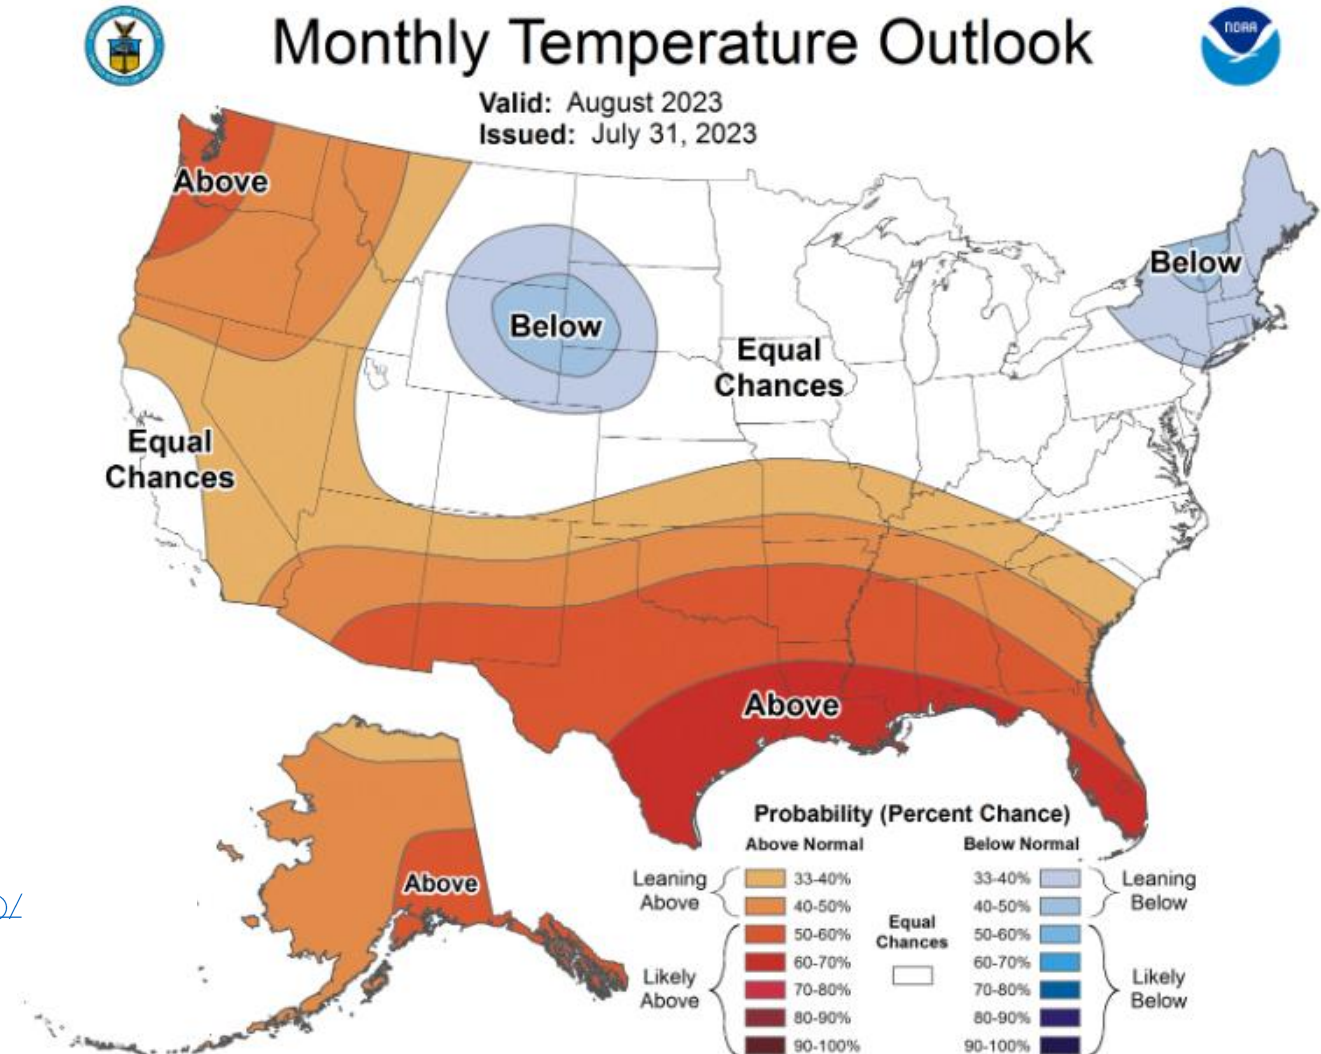 Monthly Temperature Outlook
NOAA
Valid: August 2023
Issued: July 31, 2023
Above
Below
Below
Equal
Chances
Equal
Chances
Above
Above
Probability (Percent Chance)
Above Normal
Below Normal
Leaning
Above
33-40%
40-50%
Likely
Above
50-60%
60-70%
70-80%
80-90%
90-100%
Equal
Chances
33-40%
40-50%
Leaning
Below
50-60%
60-70%
70-80%
80-90%
90-100%
Likely
Below